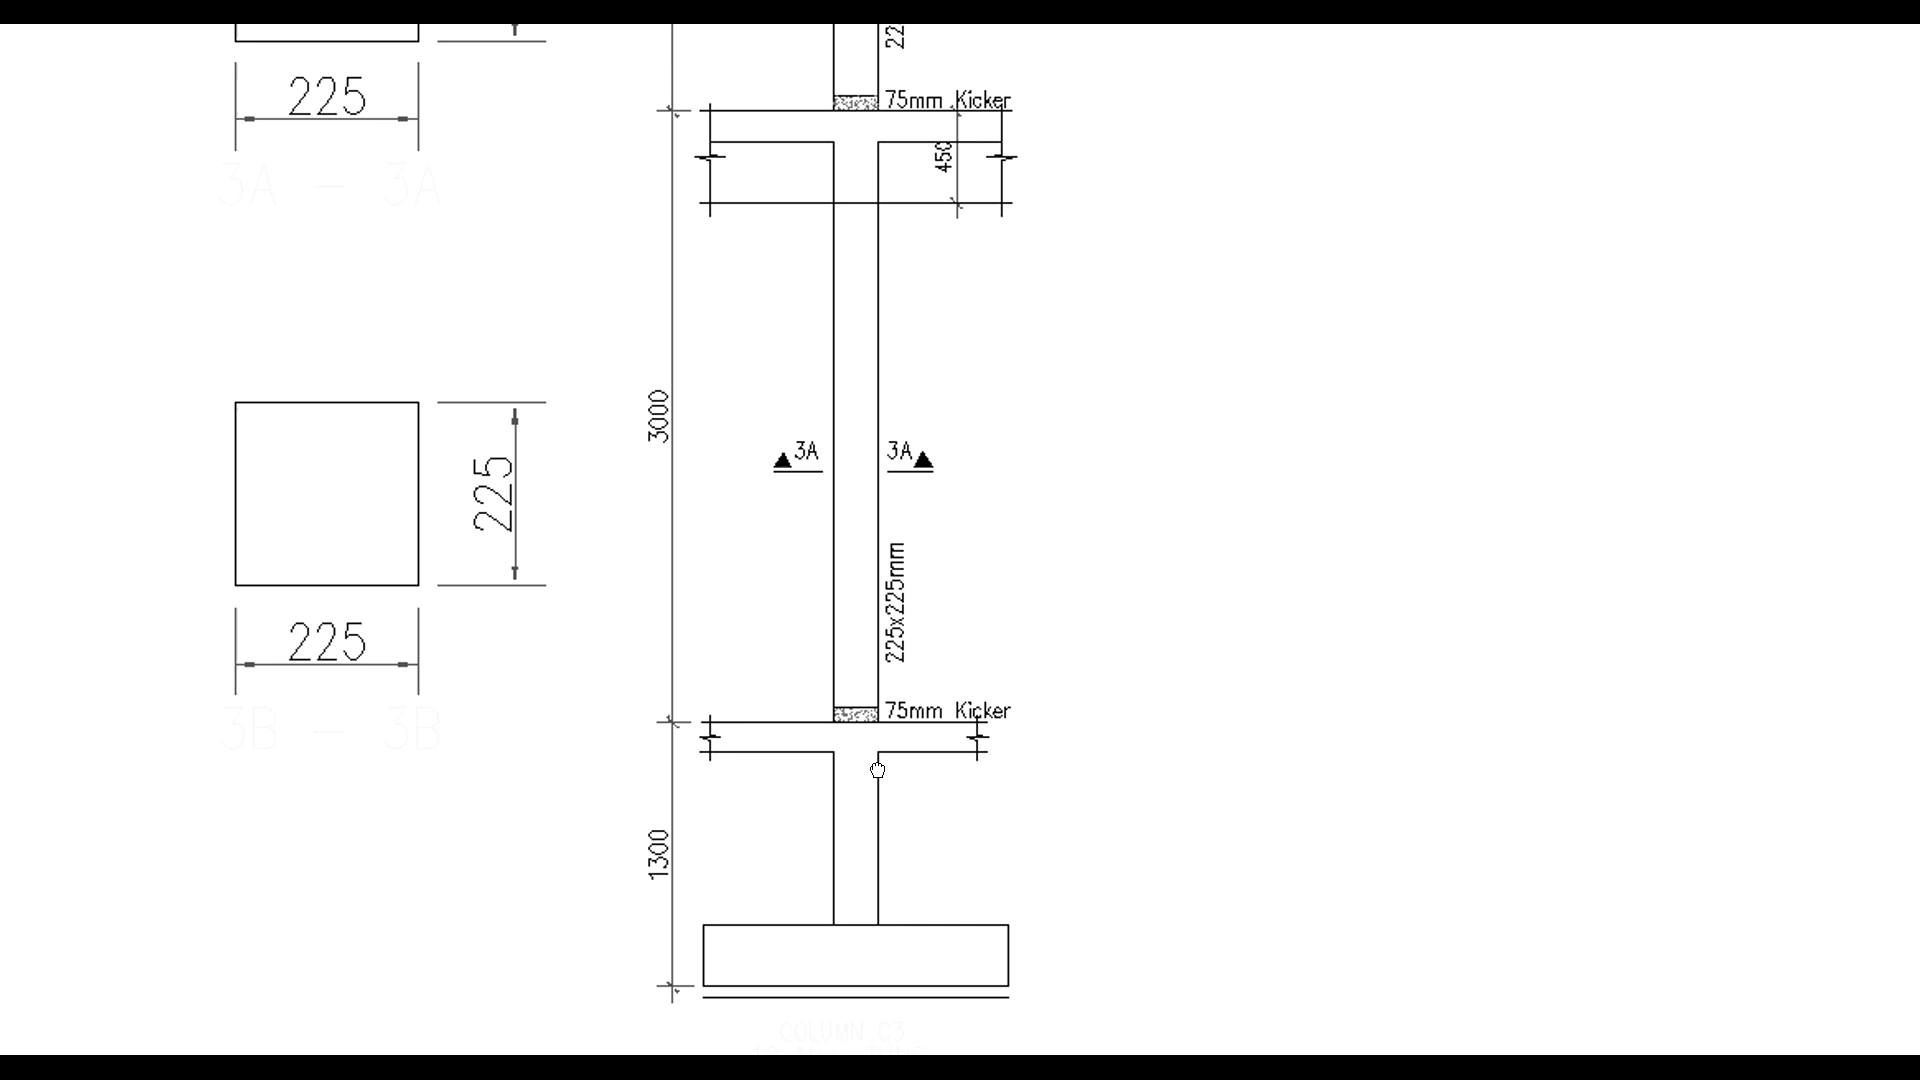 22
225
75mm Kicker
450
3A - 3A
3000
3A
3A
225
225x225mm
225
75mm Kicker
3B - 3B
1300
COLUMN C3